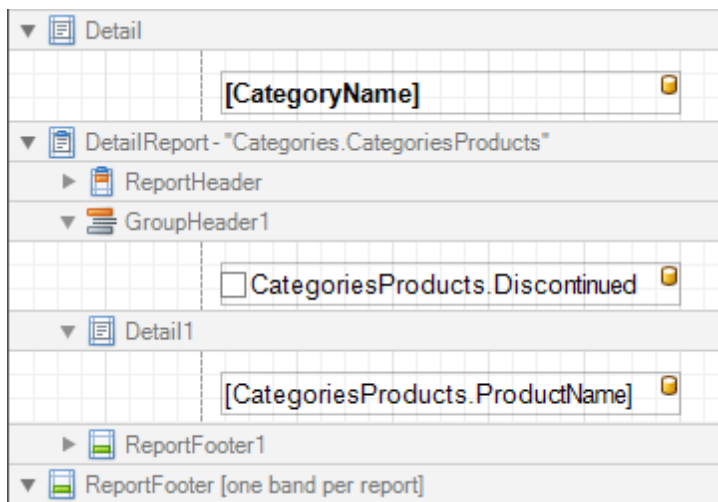 Detail
[CategoryName]
DetailReport - "Categories.CategoriesProducts"
ReportHeader
GroupHeader1
CategoriesProducts.Discontinued
Detail1
[CategoriesProducts.ProductName]
ReportFooter1
ReportFooter [one band per report]